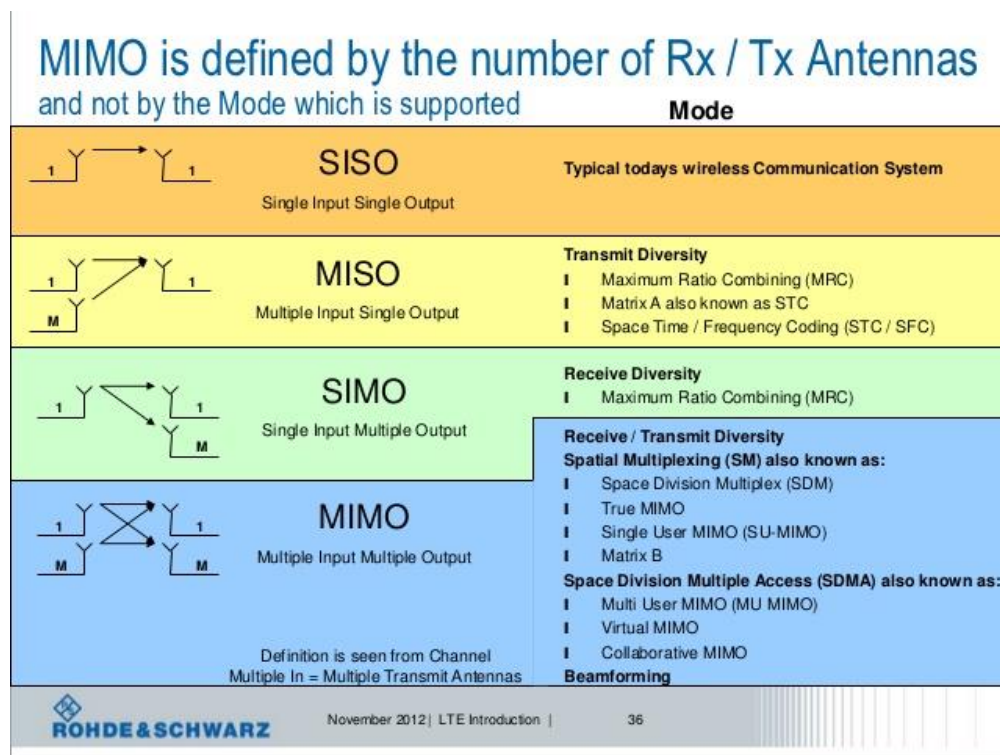 MIMO is defined by the number of Rx / Tx Antennas
and not by the Mode which is supported
Mode
1
1
SISO
Single Input Single Output
Typical todays wireless Communication System
1
1
M
MISO
Multiple Input Single Output
Transmit Diversity
I Maximum Ratio Combining (MRC)
I Matrix A also known as STC
I Space Time / Frequency Coding (STC / SFC)
1
1
M
SIMO
Single Input Multiple Output
Receive Diversity
I Maximum Ratio Combining (MRC)
1
1
M
M
MIMO
Multiple Input Multiple Output
Definition is seen from Channel
Multiple In = Multiple Transmit Antennas
Receive / Transmit Diversity
Spatial Multiplexing (SM) also known as:
I Space Division Multiplex (SDM)
I True MIMO
I Single User MIMO (SU-MIMO)
I Matrix B
Space Division Multiple Access (SDMA) also known as:
I Multi User MIMO (MU MIMO)
I Virtual MIMO
I Collaborative MIMO
Beamforming
ROHDE&SCHWARZ
November 2012 | LTE Introduction |
36